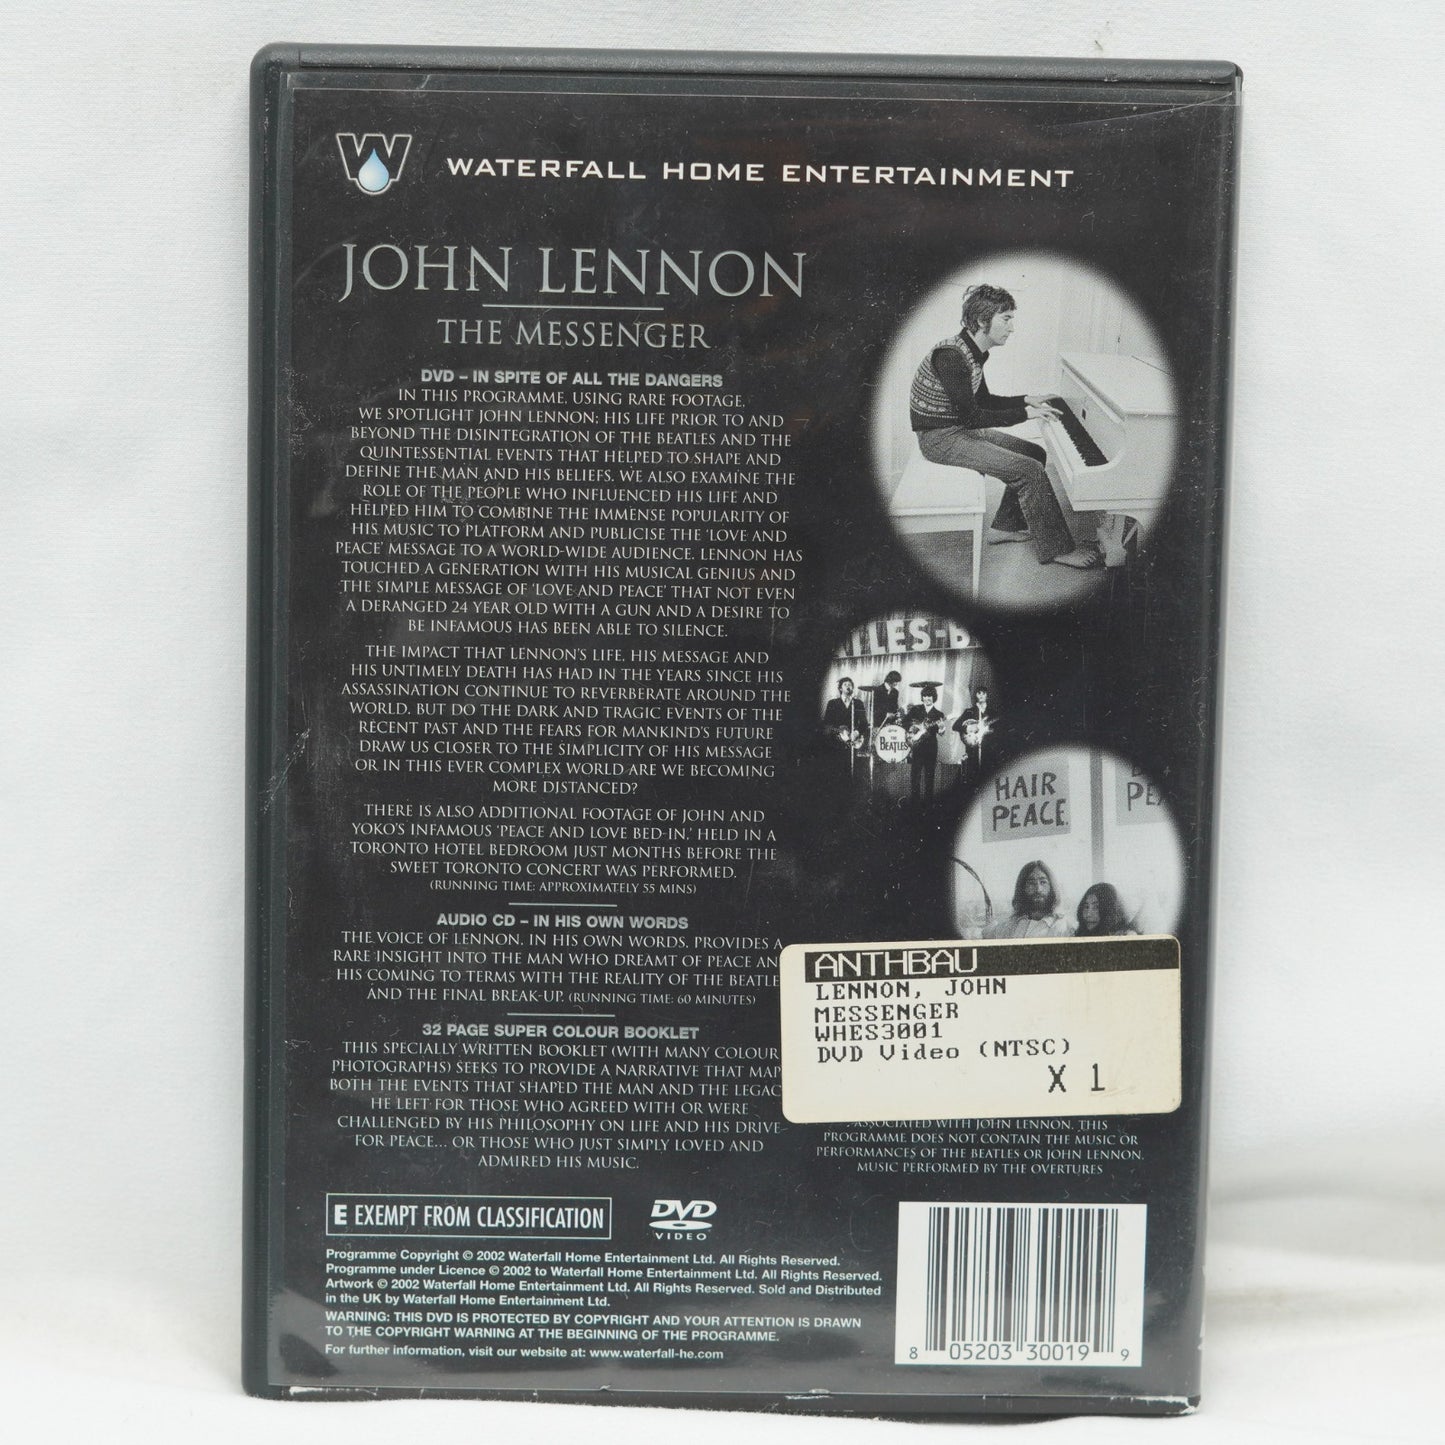 WATERFALL HOME ENTERTAINMENT
JOHN LENNON
THE MESSENGER
DVD – IN SPITE OF ALL THE DANGERS
IN THIS PROGRAMME, USING RARE FOOTAGE,
WE SPOTLIGHT JOHN LENNON; HIS LIFE PRIOR TO AND
BEYOND THE DISINTEGRATION OF THE BEATLES AND THE
QUINTESSENTIAL EVENTS THAT HELPED TO SHAPE AND
DEFINE THE MAN AND HIS BELIEFS. WE ALSO EXAMINE THE
ROLE OF THE PEOPLE WHO INFLUENCED HIS LIFE AND
HELPED HIM TO COMBINE THE IMMENSE POPULARITY OF
HIS MUSIC TO PLATFORM AND PUBLICISE THE 'LOVE AND
PEACE' MESSAGE TO A WORLD-WIDE AUDIENCE. LENNON HAS
TOUCHED A GENERATION WITH HIS MUSICAL GENIUS AND
THE SIMPLE MESSAGE OF 'LOVE AND PEACE' THAT NOT EVEN
A DERANGED 24 YEAR OLD WITH A GUN AND A DESIRE TO
BE INFAMOUS HAS BEEN ABLE TO SILENCE.
THE IMPACT THAT LENNON'S LIFE, HIS MESSAGE AND
HIS UNTIMELY DEATH HAS HAD IN THE YEARS SINCE HIS
ASSASSINATION CONTINUE TO REVERBERATE AROUND THE
WORLD, BUT DO THE DARK AND TRAGIC EVENTS OF THE
RECENT PAST AND THE FEARS FOR MANKIND'S FUTURE
DRAW US CLOSER TO THE SIMPLICITY OF HIS MESSAGE
OR IN THIS EVER COMPLEX WORLD ARE WE BECOMING
MORE DISTANCED?
THERE IS ALSO ADDITIONAL FOOTAGE OF JOHN AND
YOKO'S INFAMOUS 'PEACE AND LOVE BED-IN,' HELD IN A
TORONTO HOTEL BEDROOM JUST MONTHS BEFORE THE
SWEET TORONTO CONCERT WAS PERFORMED.
(RUNNING TIME: APPROXIMATELY 55 MINS)
AUDIO CD – IN HIS OWN WORDS
THE VOICE OF LENNON, IN HIS OWN WORDS, PROVIDES A
RARE INSIGHT INTO THE MAN WHO DREAMT OF PEACE AN
HIS COMING TO TERMS WITH THE REALITY OF THE BEATLE
AND THE FINAL BREAK-UP. (RUNNING TIME: 60 MINUTES)
32 PAGE SUPER COLOUR BOOKLET
THIS SPECIALLY WRITTEN BOOKLET (WITH MANY COLOUR
PHOTOGRAPHS) SEEKS TO PROVIDE A NARRATIVE THAT MAP
BOTH THE EVENTS THAT SHAPED THE MAN AND THE LEGAC
HE LEFT FOR THOSE WHO AGREED WITH OR WERE
CHALLENGED BY HIS PHILOSOPHY ON LIFE AND HIS DRIVE
FOR PEACE... OR THOSE WHO JUST SIMPLY LOVED AND
ADMIRED HIS MUSIC.
TLES-B
THE
BEATLES
HAIR
PEACE.
PE
ANTHBAU
LENNON, JOHN
MESSENGER
WHES3001
DVD Video (NTSC)
X 1
ASSOCIATED WITH JOHN LENNON. THIS
PROGRAMME DOES NOT CONTAIN THE MUSIC OR
PERFORMANCES OF THE BEATLES OR JOHN LENNON.
MUSIC PERFORMED BY THE OVERTURES
E EXEMPT FROM CLASSIFICATION
DVD
VIDEO
Programme Copyright © 2002 Waterfall Home Entertainment Ltd. All Rights Reserved.
Programme under Licence © 2002 to Waterfall Home Entertainment Ltd. All Rights Reserved.
Artwork © 2002 Waterfall Home Entertainment Ltd. All Rights Reserved. Sold and Distributed
in the UK by Waterfall Home Entertainment Ltd.
WARNING: THIS DVD IS PROTECTED BY COPYRIGHT AND YOUR ATTENTION IS DRAWN
TO THE COPYRIGHT WARNING AT THE BEGINNING OF THE PROGRAMME.
For further information, visit our website at: www.waterfall-he.com
8 05203 30019 9